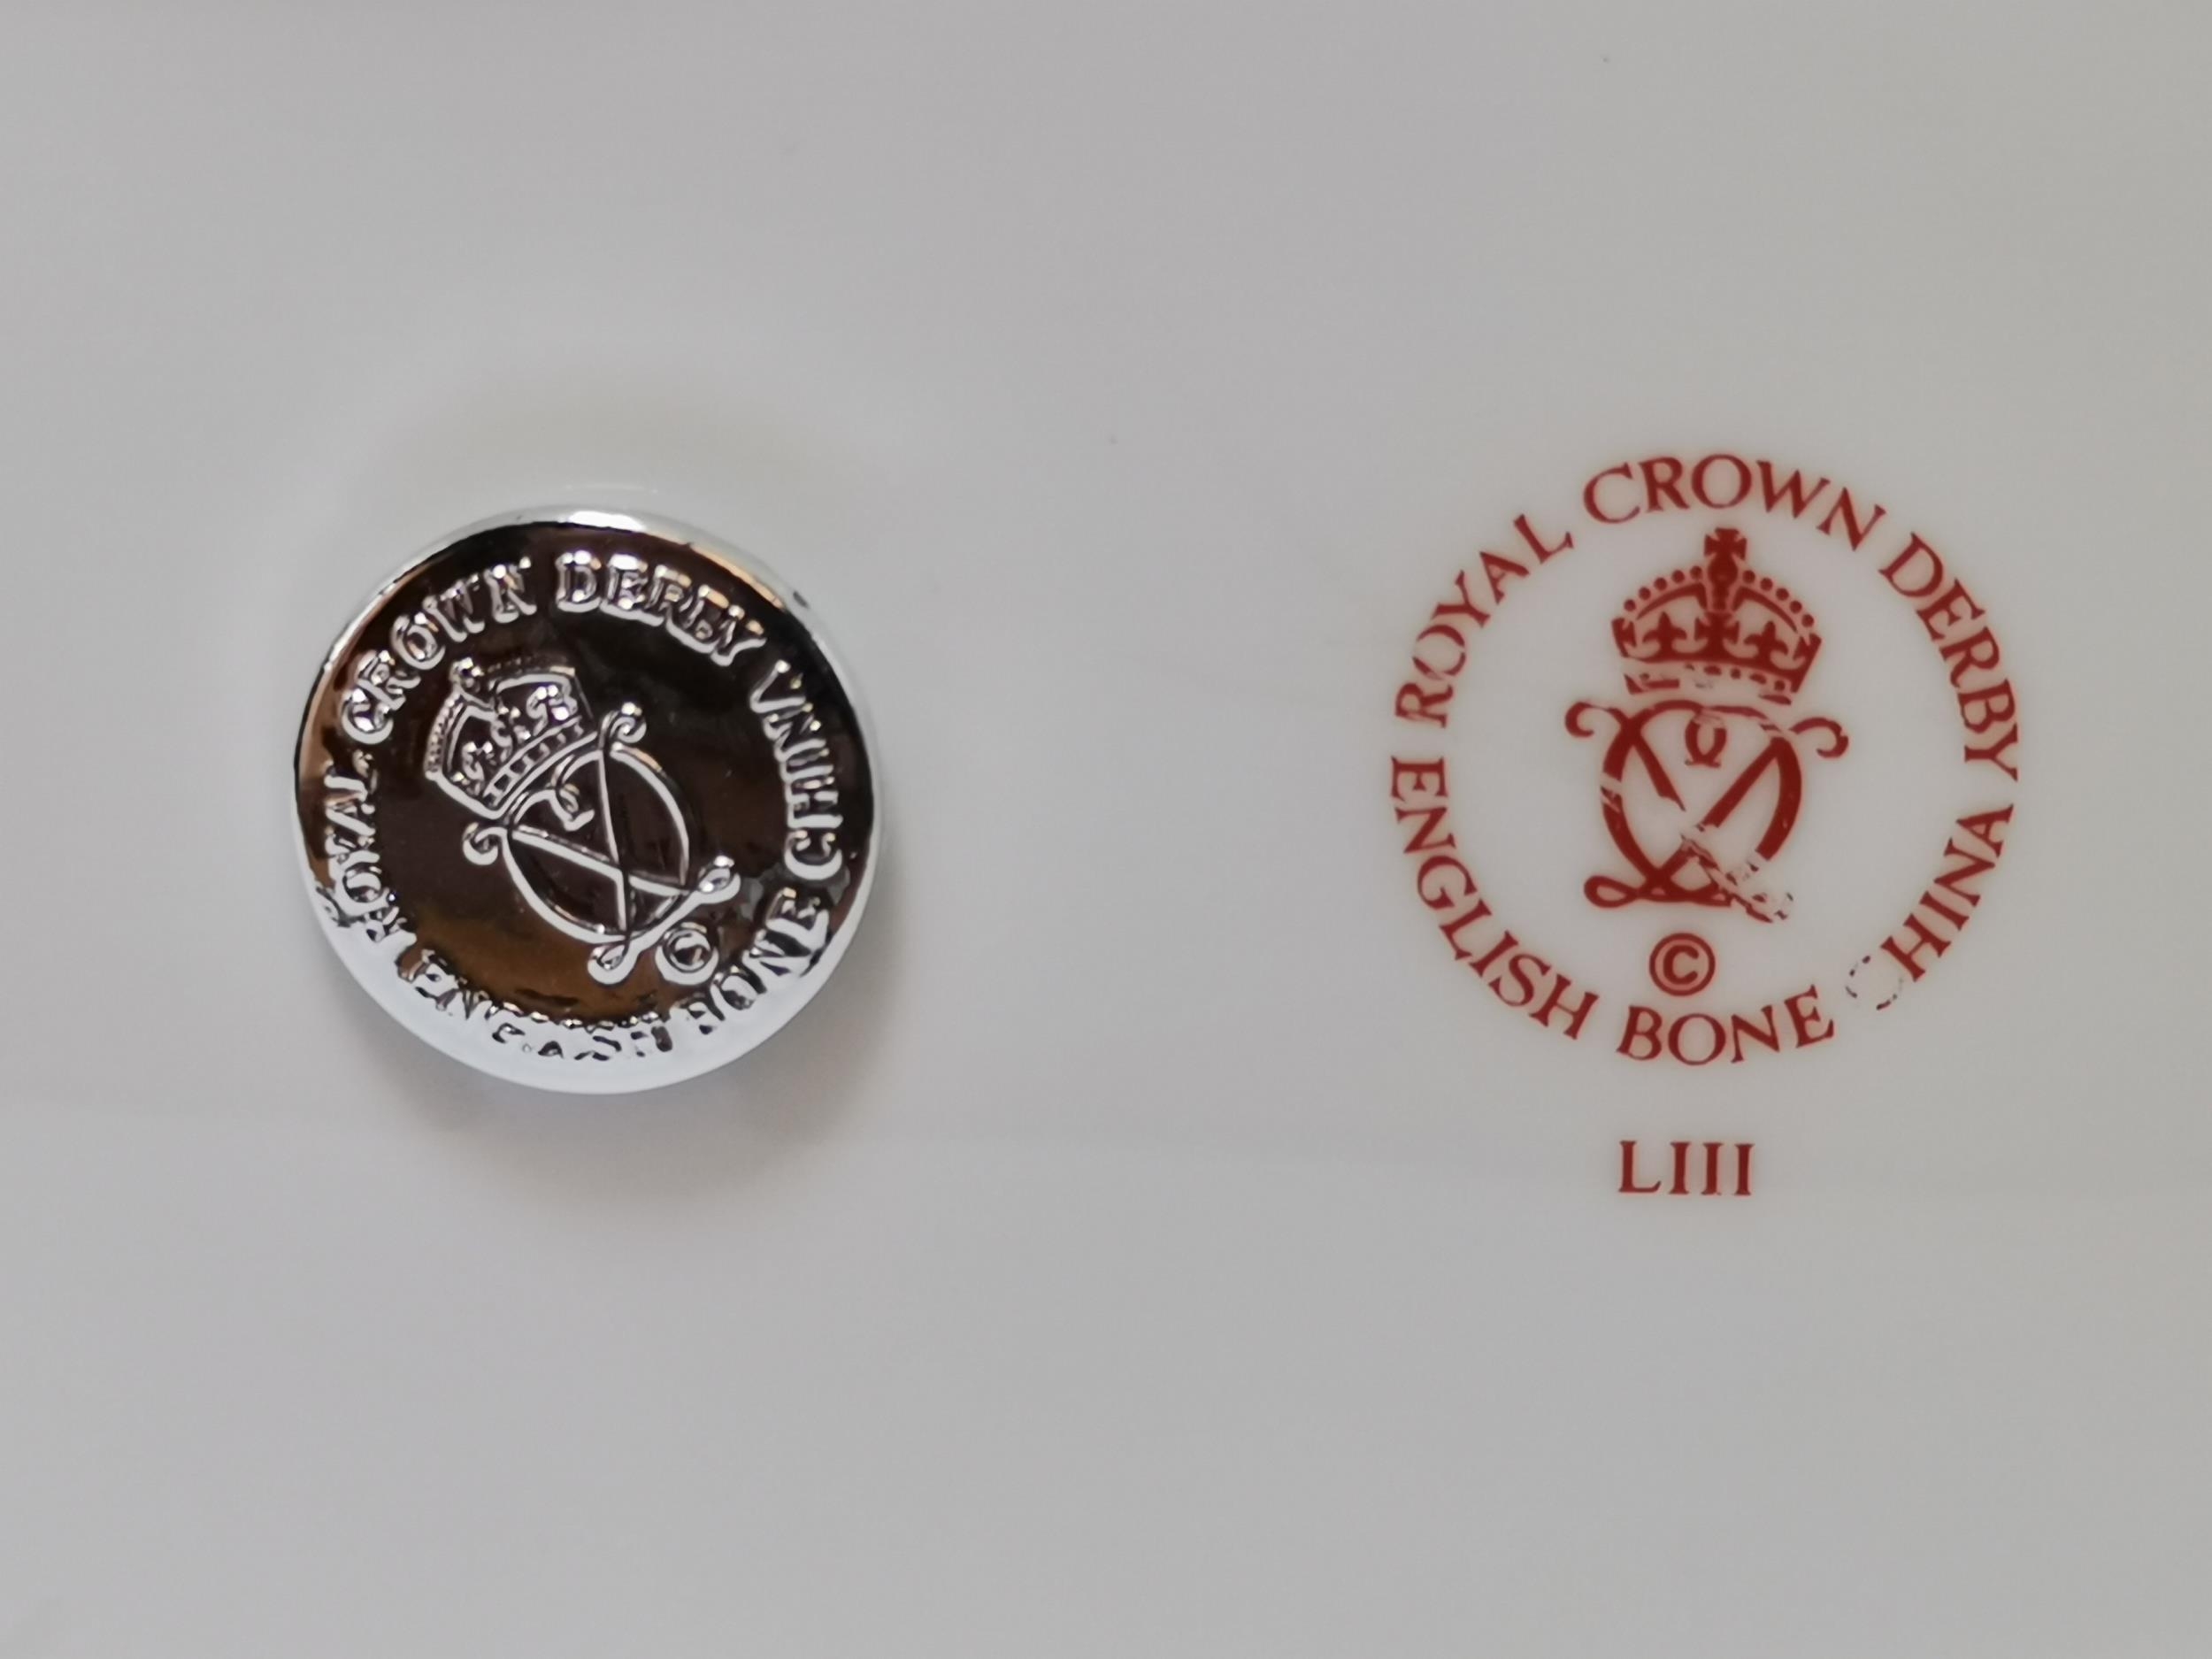 ROYAL CROWN DERBY CHINA
ENGLISH BONE
©
ROYAL CROWN DERBY
ENGLISH BONE CHINA
©
LIII